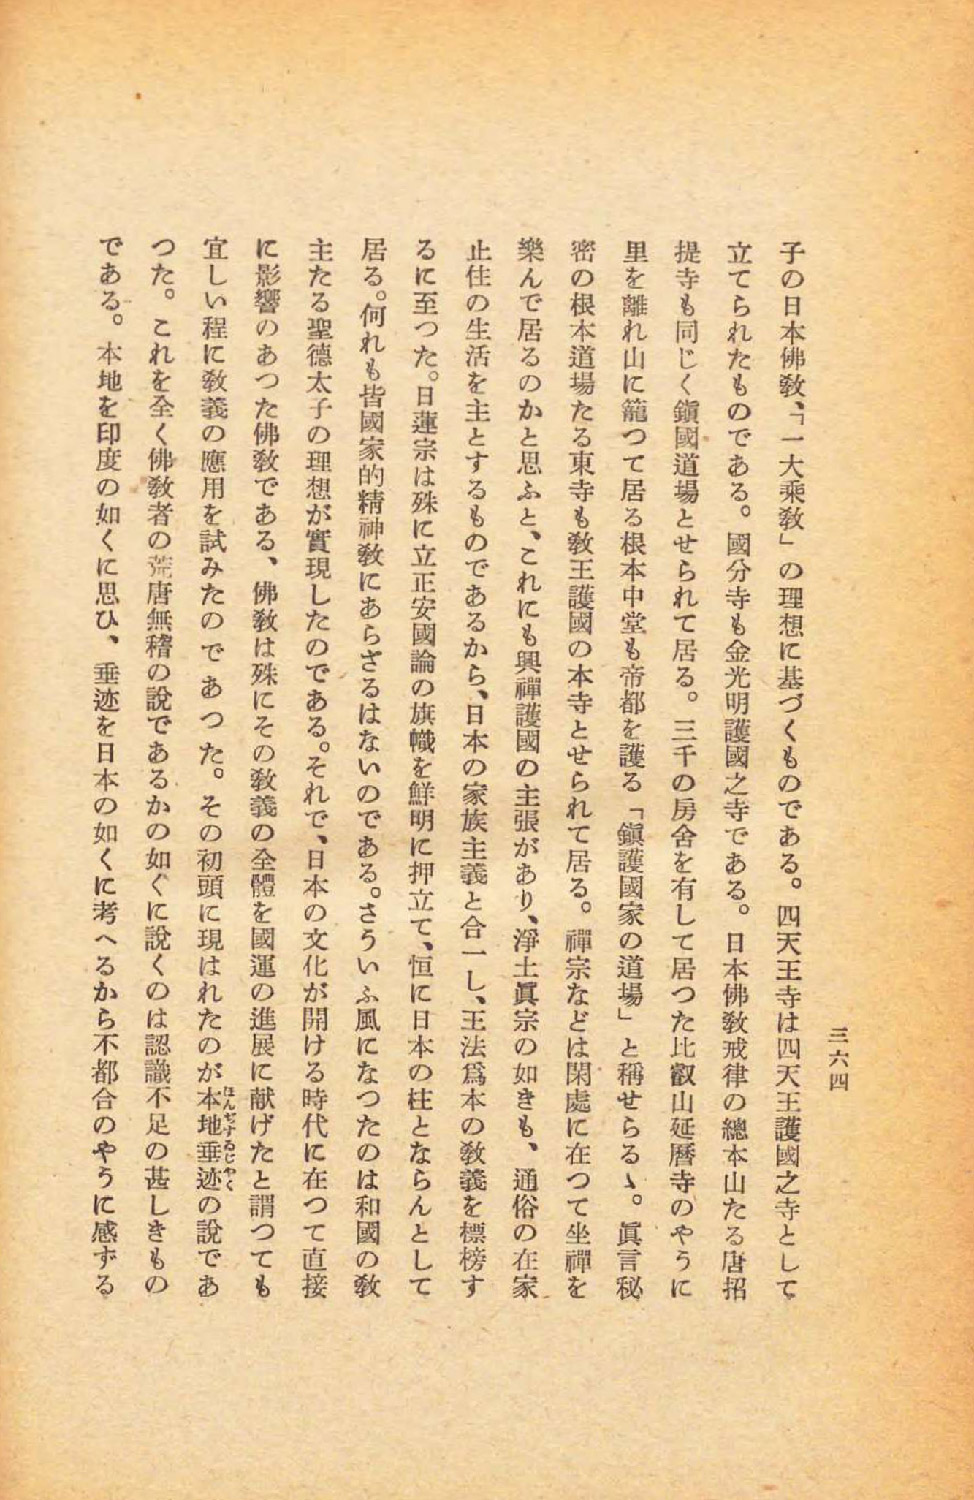 三六四
子の日本佛敎、「一大乘敎」の理想に基づくものである。四天王寺は四天王護國之寺として
立てられたものである。國分寺も金光明護國之寺である。日本佛敎戒律の總本山たる唐招
提寺も同じく鎭國道場とせられて居る。三千の房舍を有して居つた比叡山延曆寺のやうに
里を離れ山に籠つて居る根本中堂も帝都を護る「鎭護國家の道場」と稱せらるゝ。眞言秘
密の根本道場たる東寺も敎王護國の本寺とせられて居る。禪宗などは閑處に在つて坐禪を
樂んで居るのかと思ふと、これにも興禪護國の主張があり、淨土眞宗の如きも、通俗の在家
止住の生活を主とするものであるから、日本の家族主義と合一し、王法爲本の敎義を標榜す
るに至つた。日蓮宗は殊に立正安國論の旗幟を鮮明に押立て、恒に日本の柱とならんとして
居る。何れも皆國家的精神敎にあらざるはないのである。さういふ風になつたのは和國の敎
主たる聖德太子の理想が實現したのである。それで、日本の文化が開ける時代に在つて直接
に影響のあつた佛敎である、佛敎は殊にその敎義の全體を國運の進展に献げたと謂つても
宜しい程に敎義の應用を試みたのであつた。その初頭に現はれたのが本地垂迹の說であ
つた。これを全く佛敎者の荒唐無稽の說であるかの如くに說くのは認識不足の甚しきもの
である。本地を印度の如くに思ひ、垂迹を日本の如くに考へるから不都合のやうに感ずる